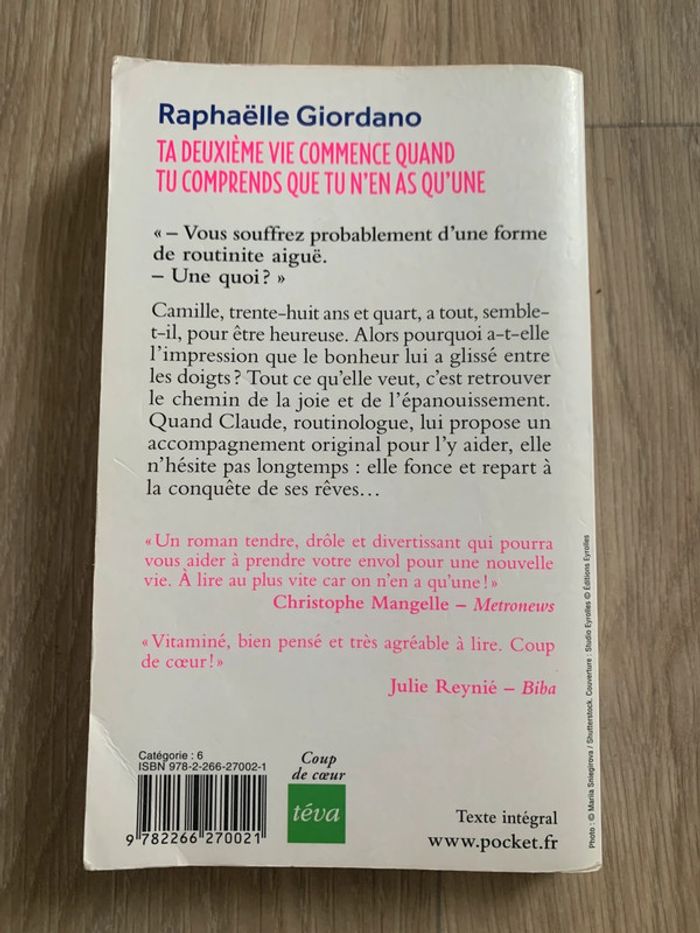 Raphaëlle Giordano
TA DEUXIÈME VIE COMMENCE QUAND
TU COMPRENDS QUE TU N'EN AS QU'UNE
« – Vous souffrez probablement d'une forme
de routinite aiguë.
– Une quoi ? »
Camille, trente-huit ans et quart, a tout, semble-
t-il, pour être heureuse. Alors pourquoi a-t-elle
l'impression que le bonheur lui a glissé entre
les doigts ? Tout ce qu'elle veut, c'est retrouver
le chemin de la joie et de l'épanouissement.
Quand Claude, routinologue, lui propose un
accompagnement original pour l'y aider, elle
n'hésite pas longtemps : elle fonce et repart à
la conquête de ses rêves…
« Un roman tendre, drôle et divertissant qui pourra
vous aider à prendre votre envol pour une nouvelle
vie. À lire au plus vite car on n'en a qu'une ! »
Christophe Mangelle – Metronews
« Vitaminé, bien pensé et très agréable à lire. Coup
de cœur ! »
Julie Reynié – Biba
Catégorie : 6
ISBN 978-2-266-27002-1
9 782266 270021
Coup
de cœur
téva
Texte intégral
www.pocket.fr
Photo : © Mariia Sniegirova / Shutterstock. Couverture : Studio Eyrolles © Éditions Eyrolles